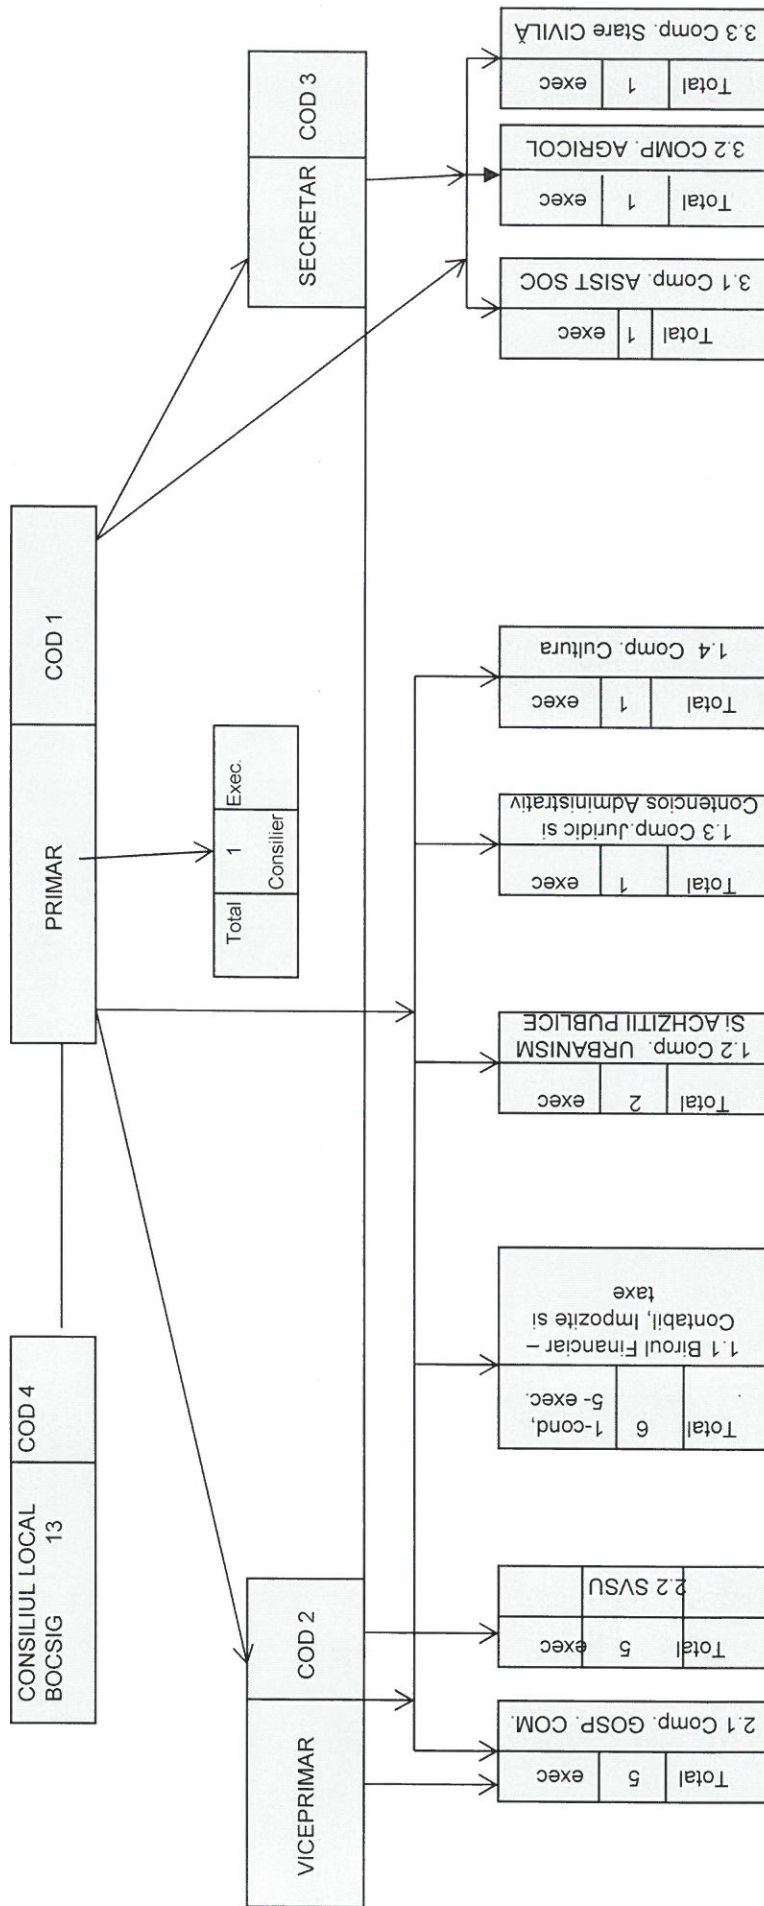 CONSILIUL LOCAL
BOCSIG 13
COD 4
PRIMAR
COD 1
Total
1
Exec.
Consilier
VICEPRIMAR
COD 2
SECRETAR
COD 3
2.1 Comp. GOSP. COM.
Total
5
exec
2.2 SVSU
Total
5
exec
1.1 Biroul Financiar –
Contabil, Impozite si
taxe
Total
6
1-cond,
5- exec.
1.2 Comp. URBANISM
Si ACHZITII PUBLICE
Total
2
exec
1.3 Comp.Juridic si
Contencios Administrativ
Total
1
exec
1.4 Comp. Cultura
Total
1
exec
3.1 Comp. ASIST SOC
Total
1
exec
3.2 COMP. AGRICOL
Total
1
exec
3.3 Comp. Stare CIVILĂ
Total
1
exec